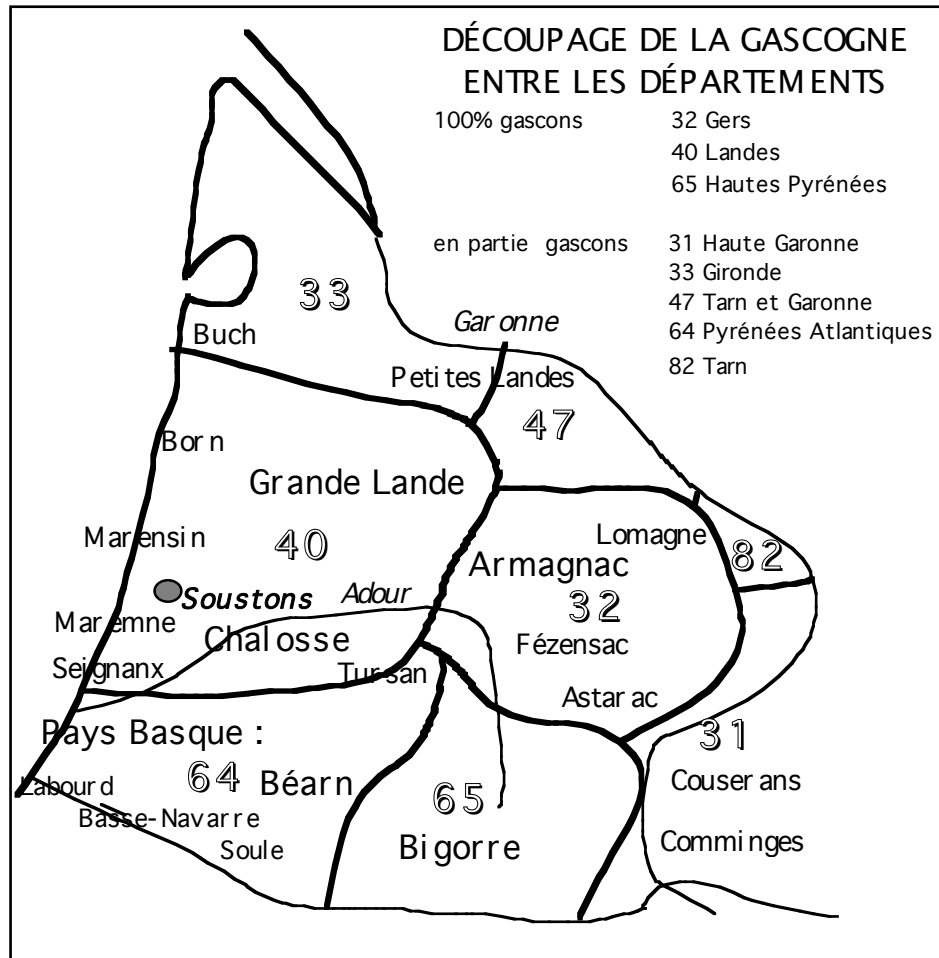 DÉCOUPAGE DE LA GASCOGNE
ENTRE LES DÉPARTEMENTS
100% gascons
32 Gers
40 Landes
65 Hautes Pyrénées
en partie gascons
31 Haute Garonne
33 Gironde
47 Tarn et Garonne
64 Pyrénées Atlantiques
82 Tarn
33
Garonne
Buch
Petites Landes
47
Born
Grande Lande
Marensin
40
Lomagne
82
Armagnac
Soustons
Adour
32
Maremne
Chalosse
Fézensac
Seignanx
Tursan
Astarac
Pays Basque :
31
64
Béarn
65
Couserans
Labourd
Basse-Navarre
Soule
Bigorre
Comminges